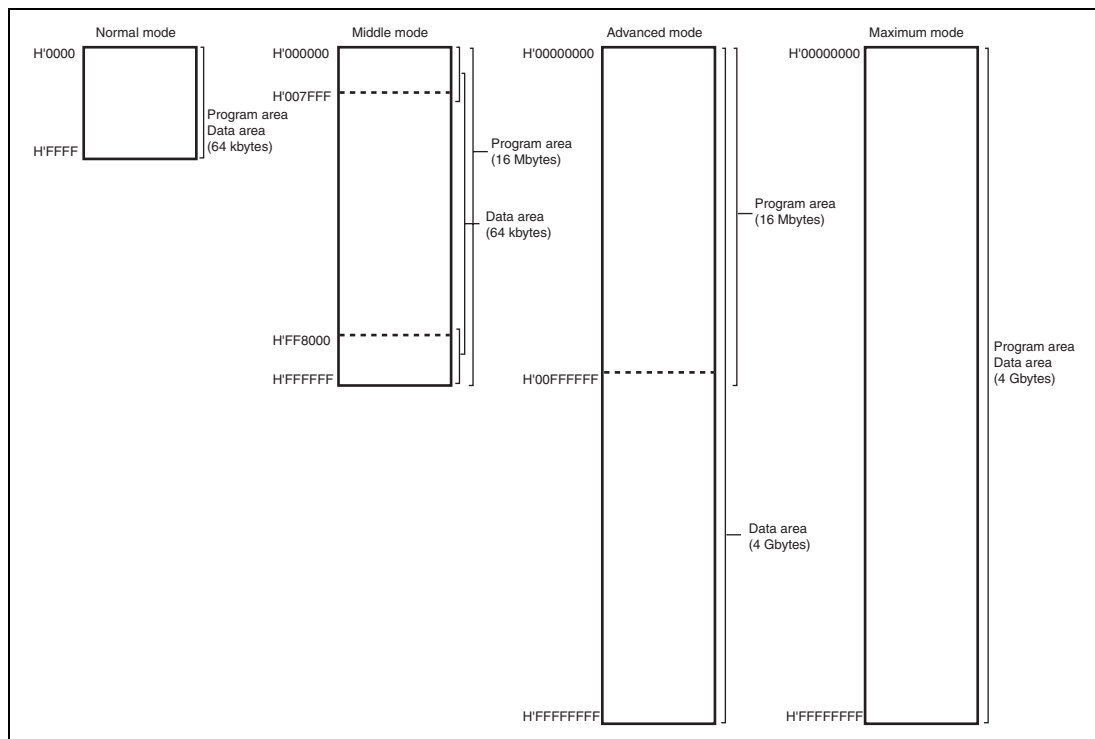 Normal mode
H'0000
H'FFFF
Program area
Data area
(64 kbytes)
Middle mode
H'000000
H'007FFF
H'FF8000
H'FFFFFF
Program area
(16 Mbytes)
Data area
(64 kbytes)
Advanced mode
H'00000000
H'00FFFFFF
H'FFFFFFFF
Program area
(16 Mbytes)
Data area
(4 Gbytes)
Maximum mode
H'00000000
H'FFFFFFFF
Program area
Data area
(4 Gbytes)